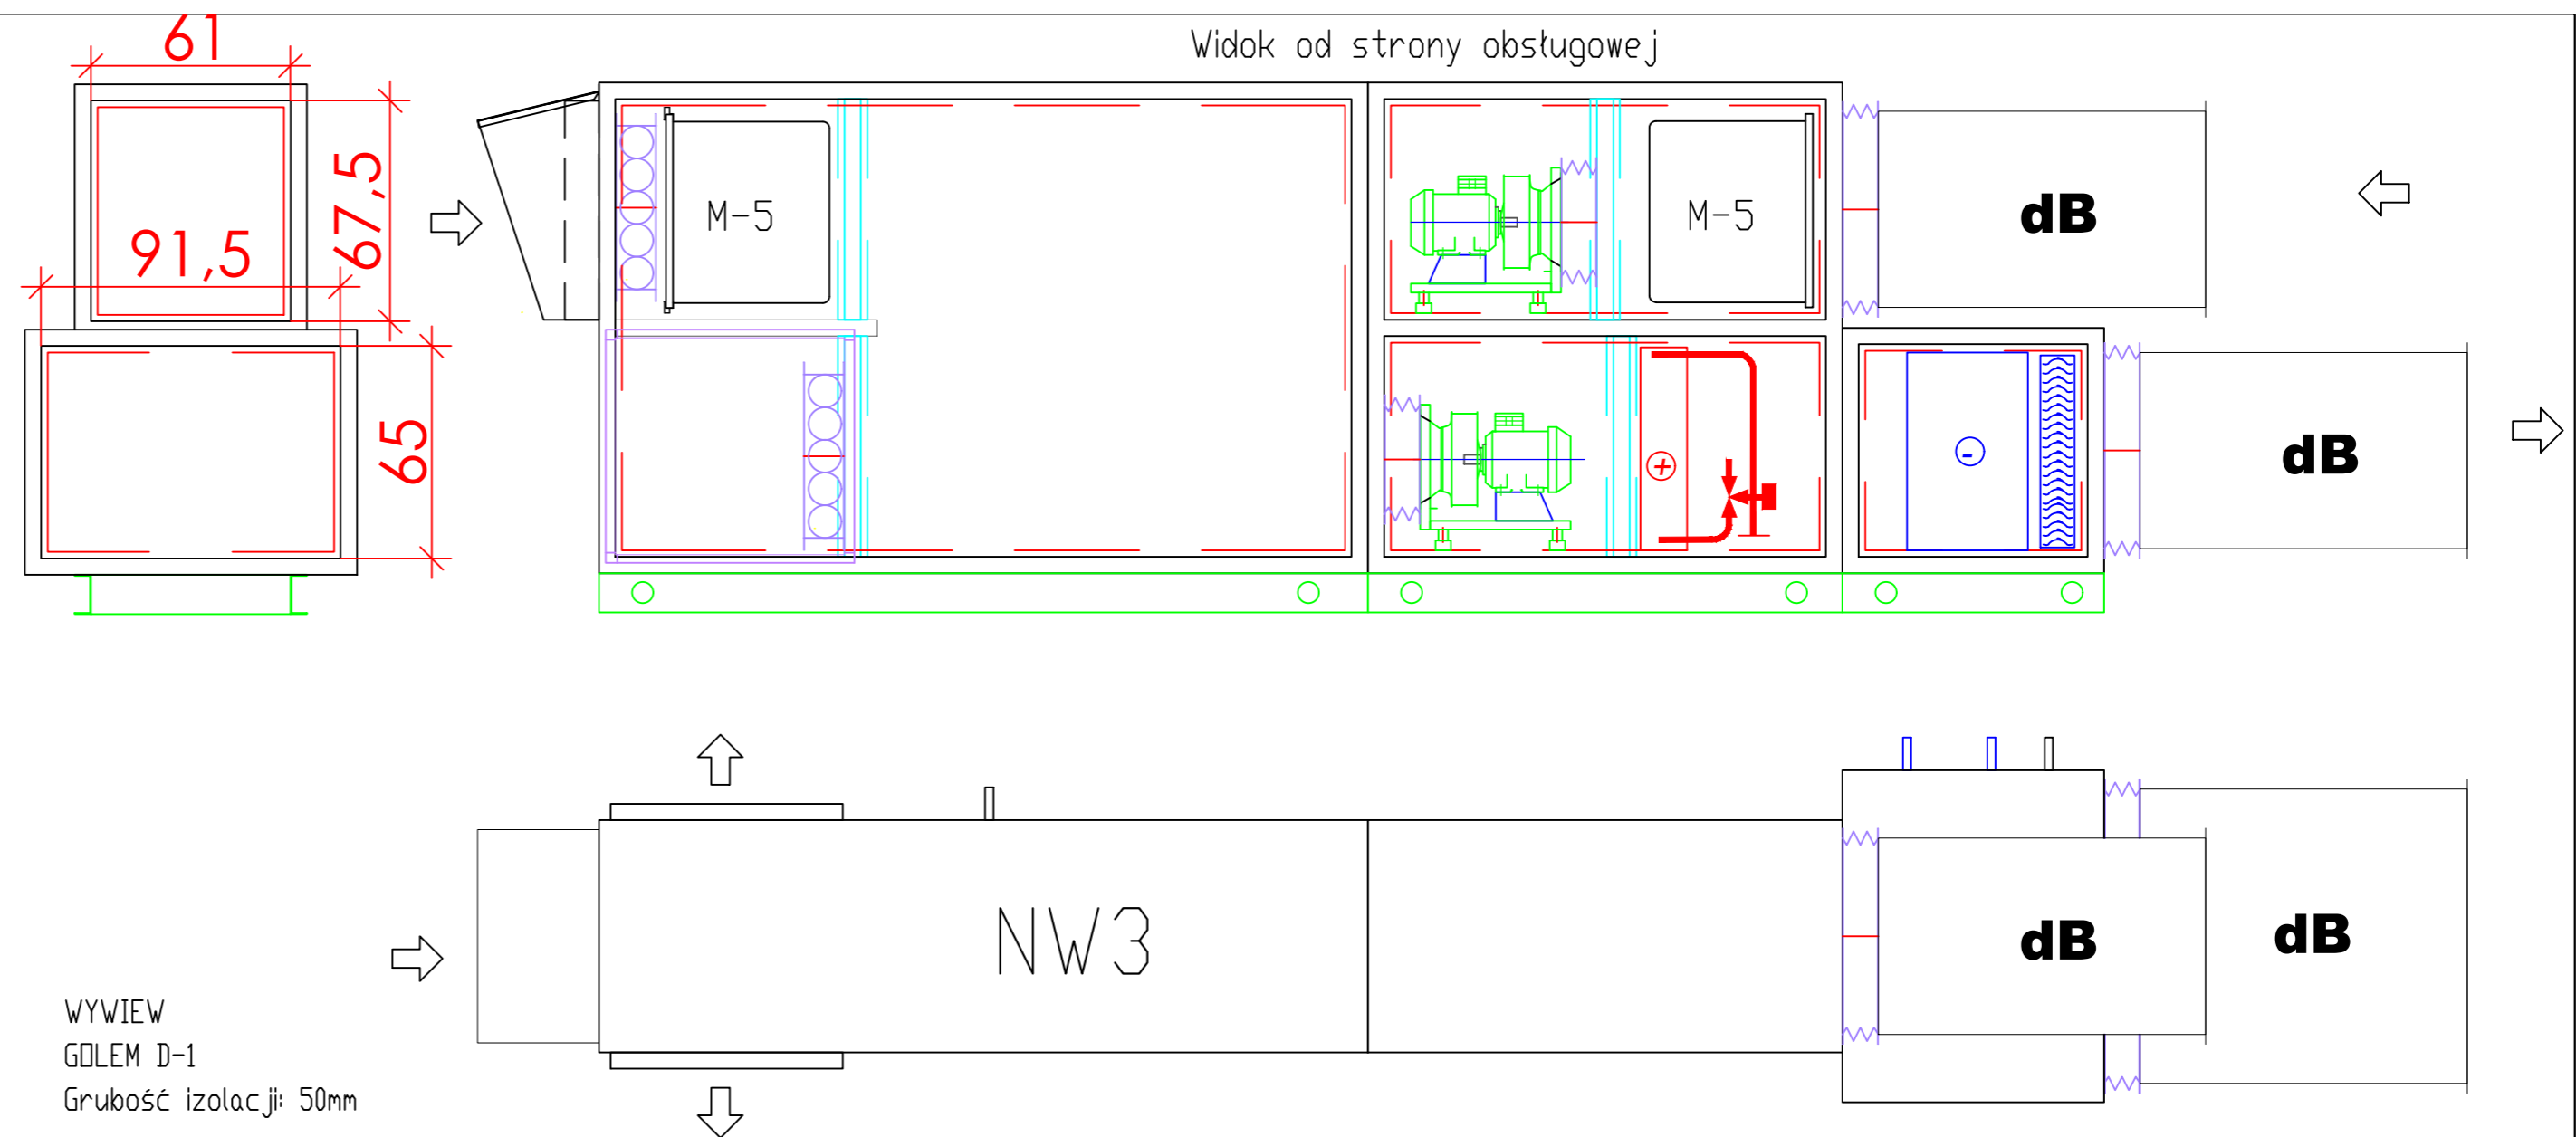 Widok od strony obsługowej
61
67,5
91,5
65
M-5
M-5
dB
+
-
dB
NW3
dB
dB
WYWIEW
GOLEM D-1
Grubość izolacji: 50mm